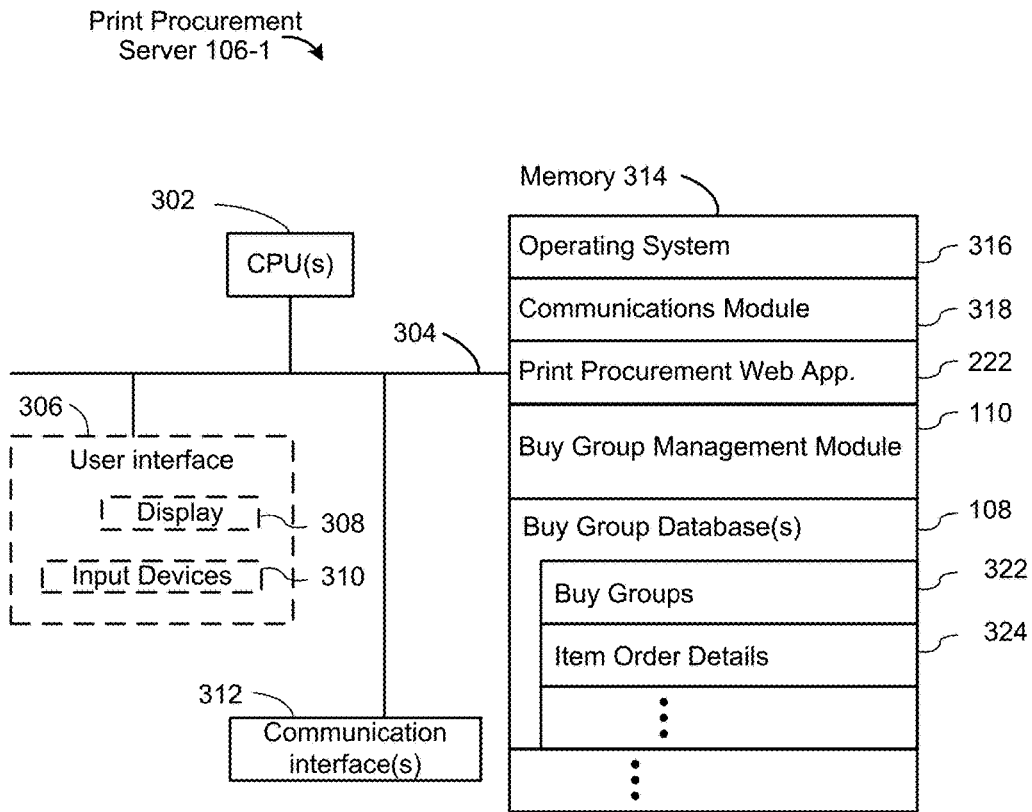 Print Procurement
Server 106-1
Memory 314
302
CPU(s)
Operating System
316
Communications Module
318
304
Print Procurement Web App.
222
306
User interface
Display
308
Input Devices
310
Buy Group Management Module
110
Buy Group Database(s)
108
Buy Groups
322
Item Order Details
324
312
Communication
interface(s)